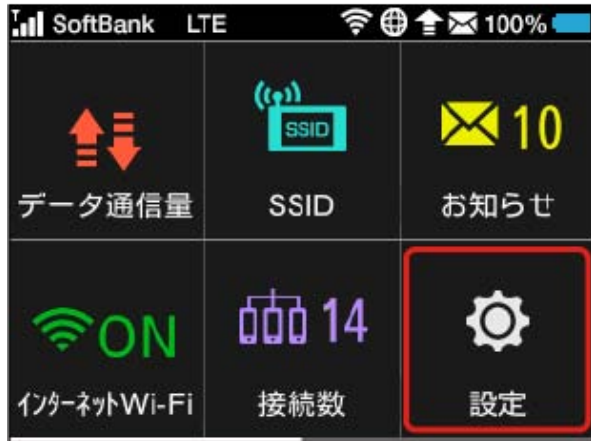 SoftBank LTE 100%
SSID
10
データ通信量 SSID お知らせ
ON 14
インターネットWi-Fi 接続数 設定